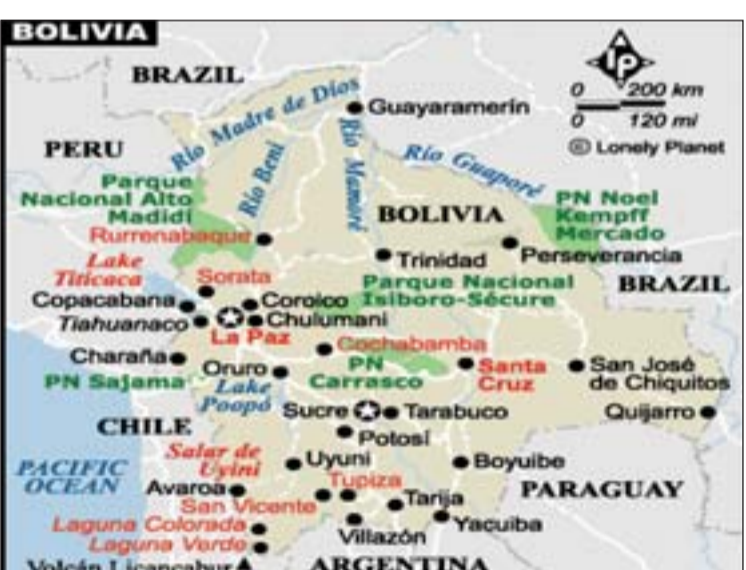 BOLIVIA
BRAZIL
lp
0 200 km
0 120 mi
© Lonely Planet
Río Madre de Dios
Guayaramerín
PERU
Río Beni
Río Mamoré
Río Guaporé
Parque
Nacional Alto
Madidi
PN Noel
Kempff
Mercado
BOLIVIA
Rurrenabaque
Trinidad
Perseverancia
Lake
Titicaca
Sorata
Parque Nacional
Isiboro-Sécure
BRAZIL
Copacabana
Coroico
Tiahuanaco
Chulumani
La Paz
Cochabamba
Charaña
Oruro
PN
Carrasco
Santa
Cruz
San José
de Chiquitos
PN Sajama
Lake
Poopó
Sucre
Tarabuco
Quijarro
CHILE
Potosí
Salar de
Uyini
Uyuni
Boyuibe
PACIFIC
OCEAN
Avaroa
Tupiza
PARAGUAY
San Vicente
Tarija
Laguna Colorada
Yacuiba
Laguna Verde
Villazón
Volcán Licancabur
ARGENTINA